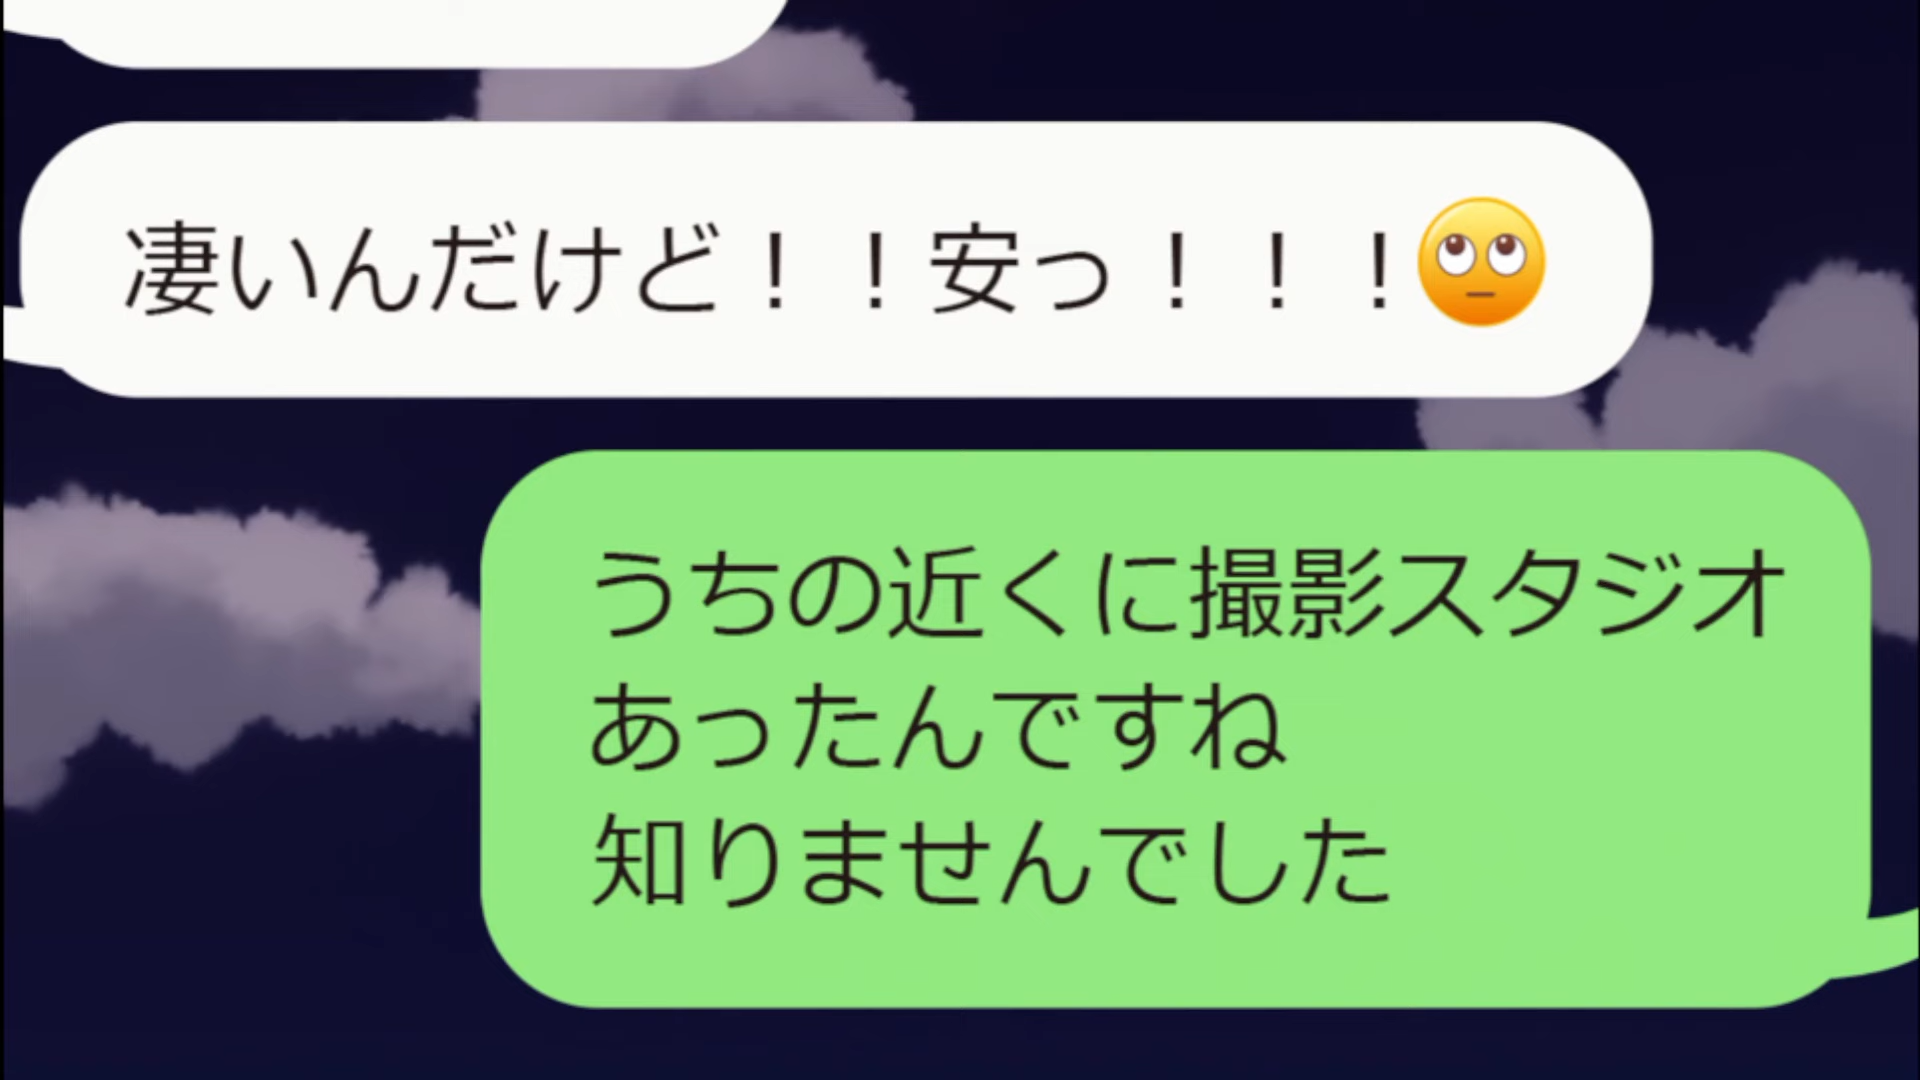 凄いんだけど！！安っ！！！🙄
うちの近くに撮影スタジオ
あったんですね
知りませんでした